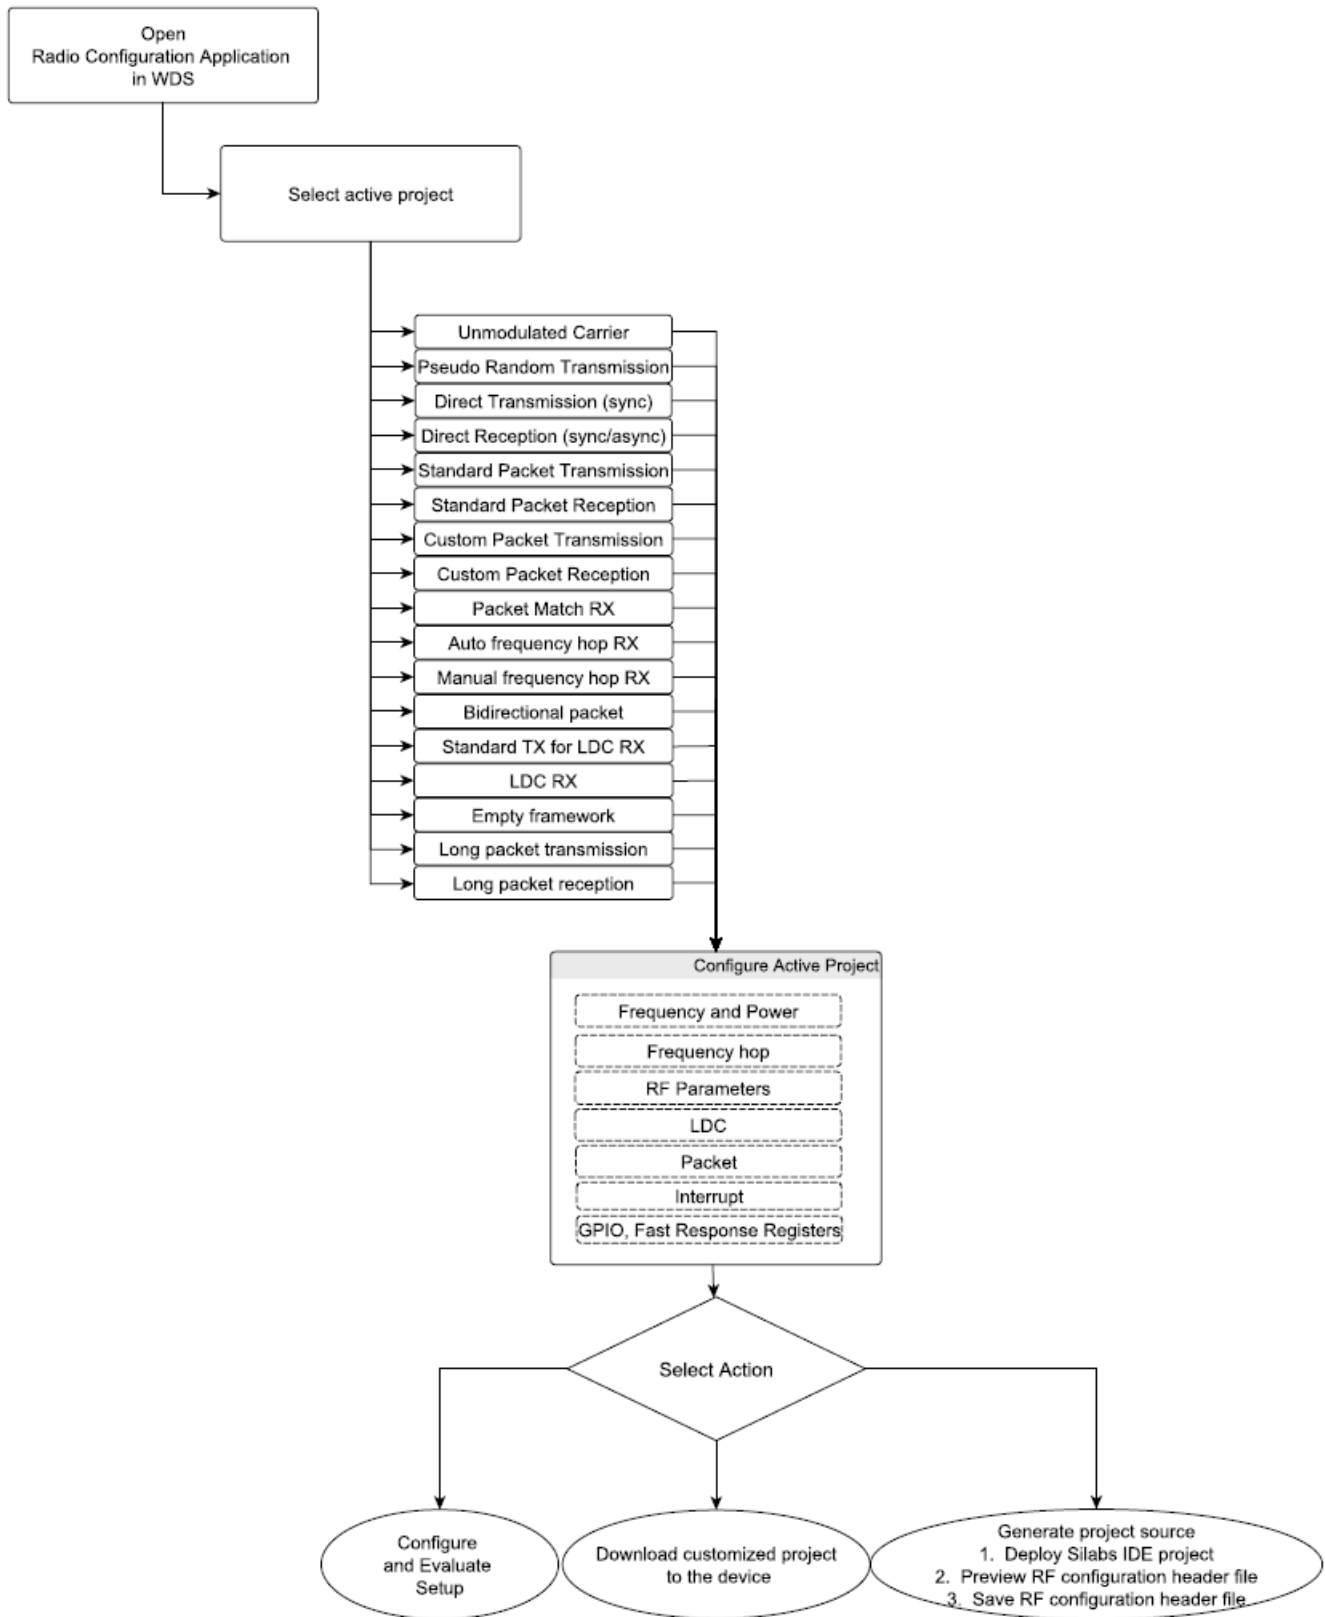 Open
Radio Configuration Application
in WDS
Select active project
Unmodulated Carrier
Pseudo Random Transmission
Direct Transmission (sync)
Direct Reception (sync/async)
Standard Packet Transmission
Standard Packet Reception
Custom Packet Transmission
Custom Packet Reception
Packet Match RX
Auto frequency hop RX
Manual frequency hop RX
Bidirectional packet
Standard TX for LDC RX
LDC RX
Empty framework
Long packet transmission
Long packet reception
Configure Active Project
Frequency and Power
Frequency hop
RF Parameters
LDC
Packet
Interrupt
GPIO, Fast Response Registers
Select Action
Configure
and Evaluate
Setup
Download customized project
to the device
Generate project source
1. Deploy Silabs IDE project
2. Preview RF configuration header file
3. Save RF configuration header file